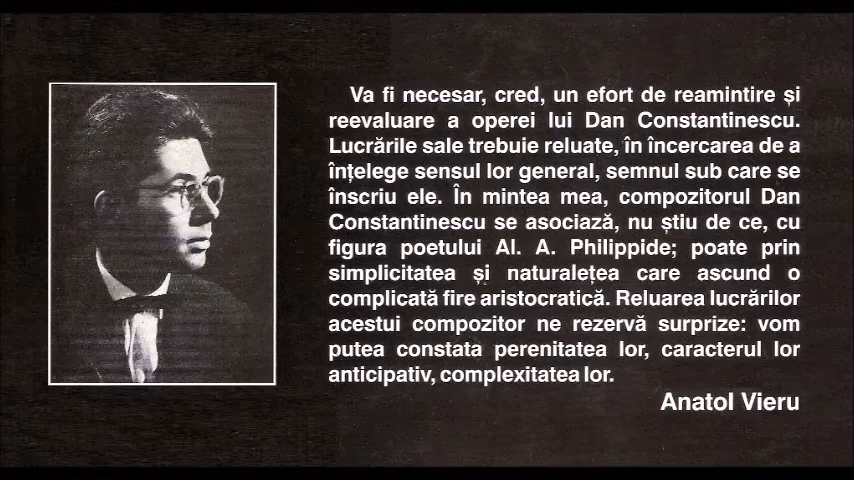 Va fi necesar, cred, un efort de reamintire și
reevaluare a operei lui Dan Constantinescu.
Lucrările sale trebuie reluate, în încercarea de a
înțelege sensul lor general, semnul sub care se
înscriu ele. În mintea mea, compozitorul Dan
Constantinescu se asociază, nu știu de ce, cu
figura poetului Al. A. Philippide; poate prin
simplicitatea și naturalețea care ascund o
complicată fire aristocratică. Reluarea lucrărilor
acestui compozitor ne rezervă surprize: vom
putea constata perenitatea lor, caracterul lor
anticipativ, complexitatea lor.
Anatol Vieru